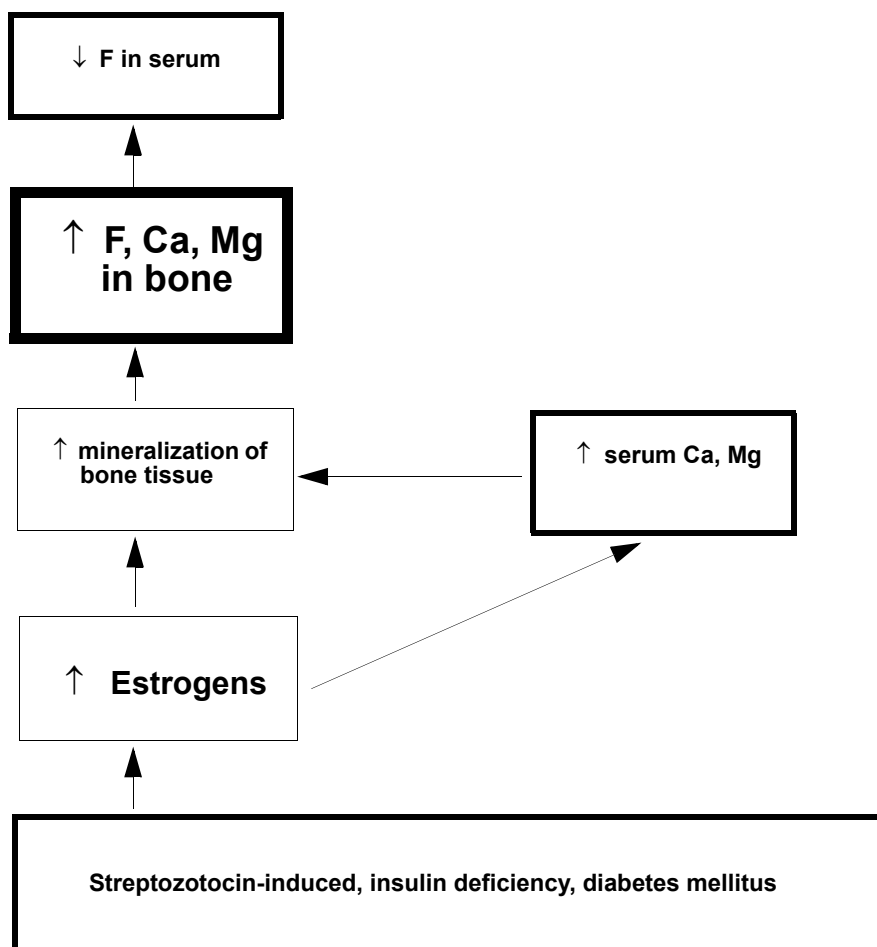 ↓ F in serum
↑ F, Ca, Mg
in bone
↑ mineralization of
bone tissue
↑ serum Ca, Mg
↑ Estrogens
Streptozotocin-induced, insulin deficiency, diabetes mellitus